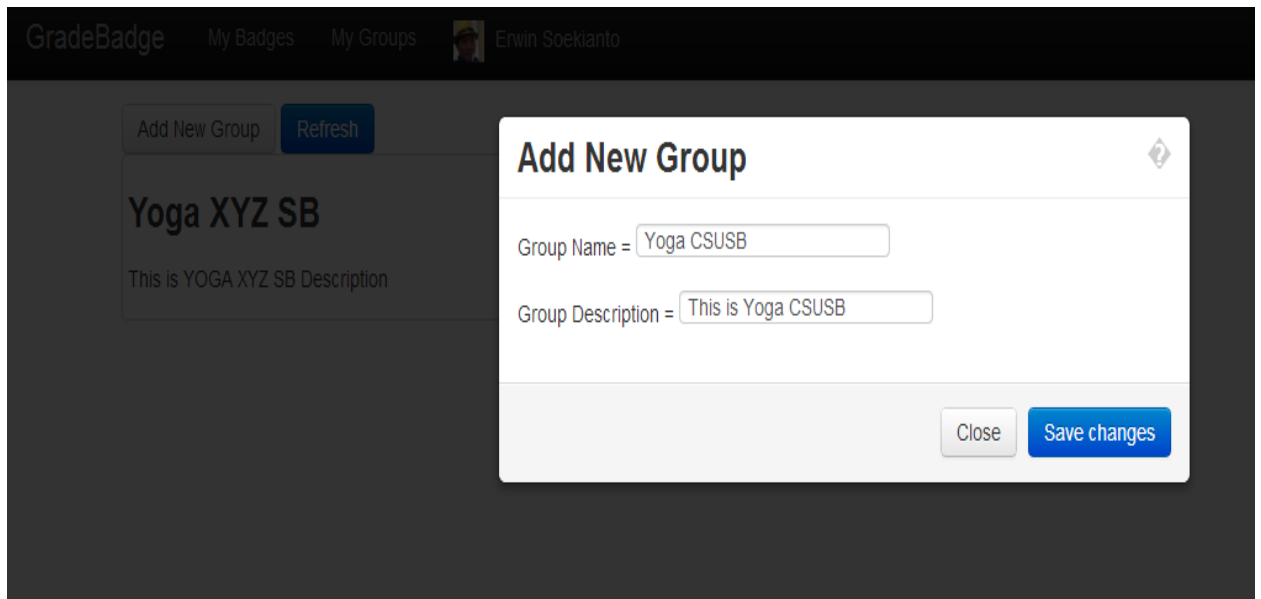 GradeBadge My Badges My Groups Erwin Soekianto
Add New Group Refresh
Yoga XYZ SB
This is YOGA XYZ SB Description
Add New Group
Group Name = Yoga CSUSB
Group Description = This is Yoga CSUSB
Close Save changes